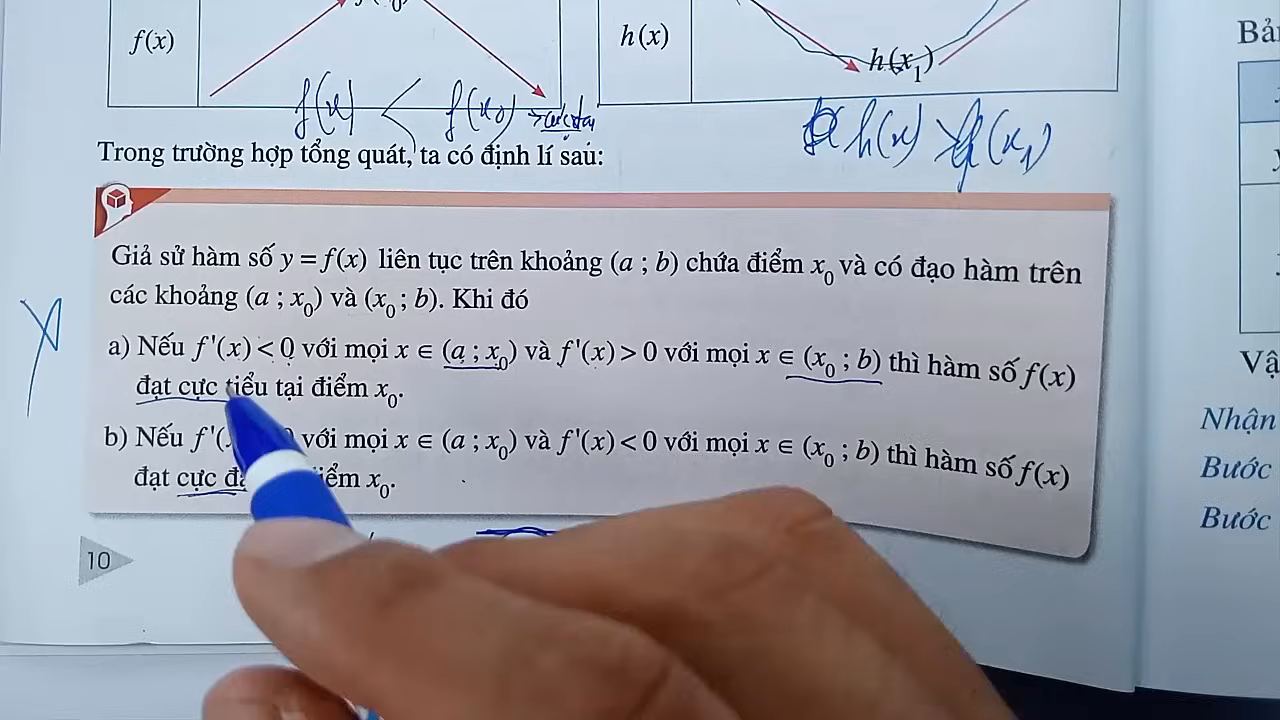 f(x)
h(x)
h(x₁)
f(x) < f(x₀) →
h(x) > h(x₁)
Trong trường hợp tổng quát, ta có định lí sau:
Giả sử hàm số y = f(x) liên tục trên khoảng (a ; b) chứa điểm x₀ và có đạo hàm trên
các khoảng (a ; x₀) và (x₀ ; b). Khi đó
a) Nếu f'(x) < 0 với mọi x ∈ (a ; x₀) và f'(x) > 0 với mọi x ∈ (x₀ ; b) thì hàm số f(x)
đạt cực tiểu tại điểm x₀.
b) Nếu f'( với mọi x ∈ (a ; x₀) và f'(x) < 0 với mọi x ∈ (x₀ ; b) thì hàm số f(x)
đạt cực x₀.
10
Nhận
Bước
Bước